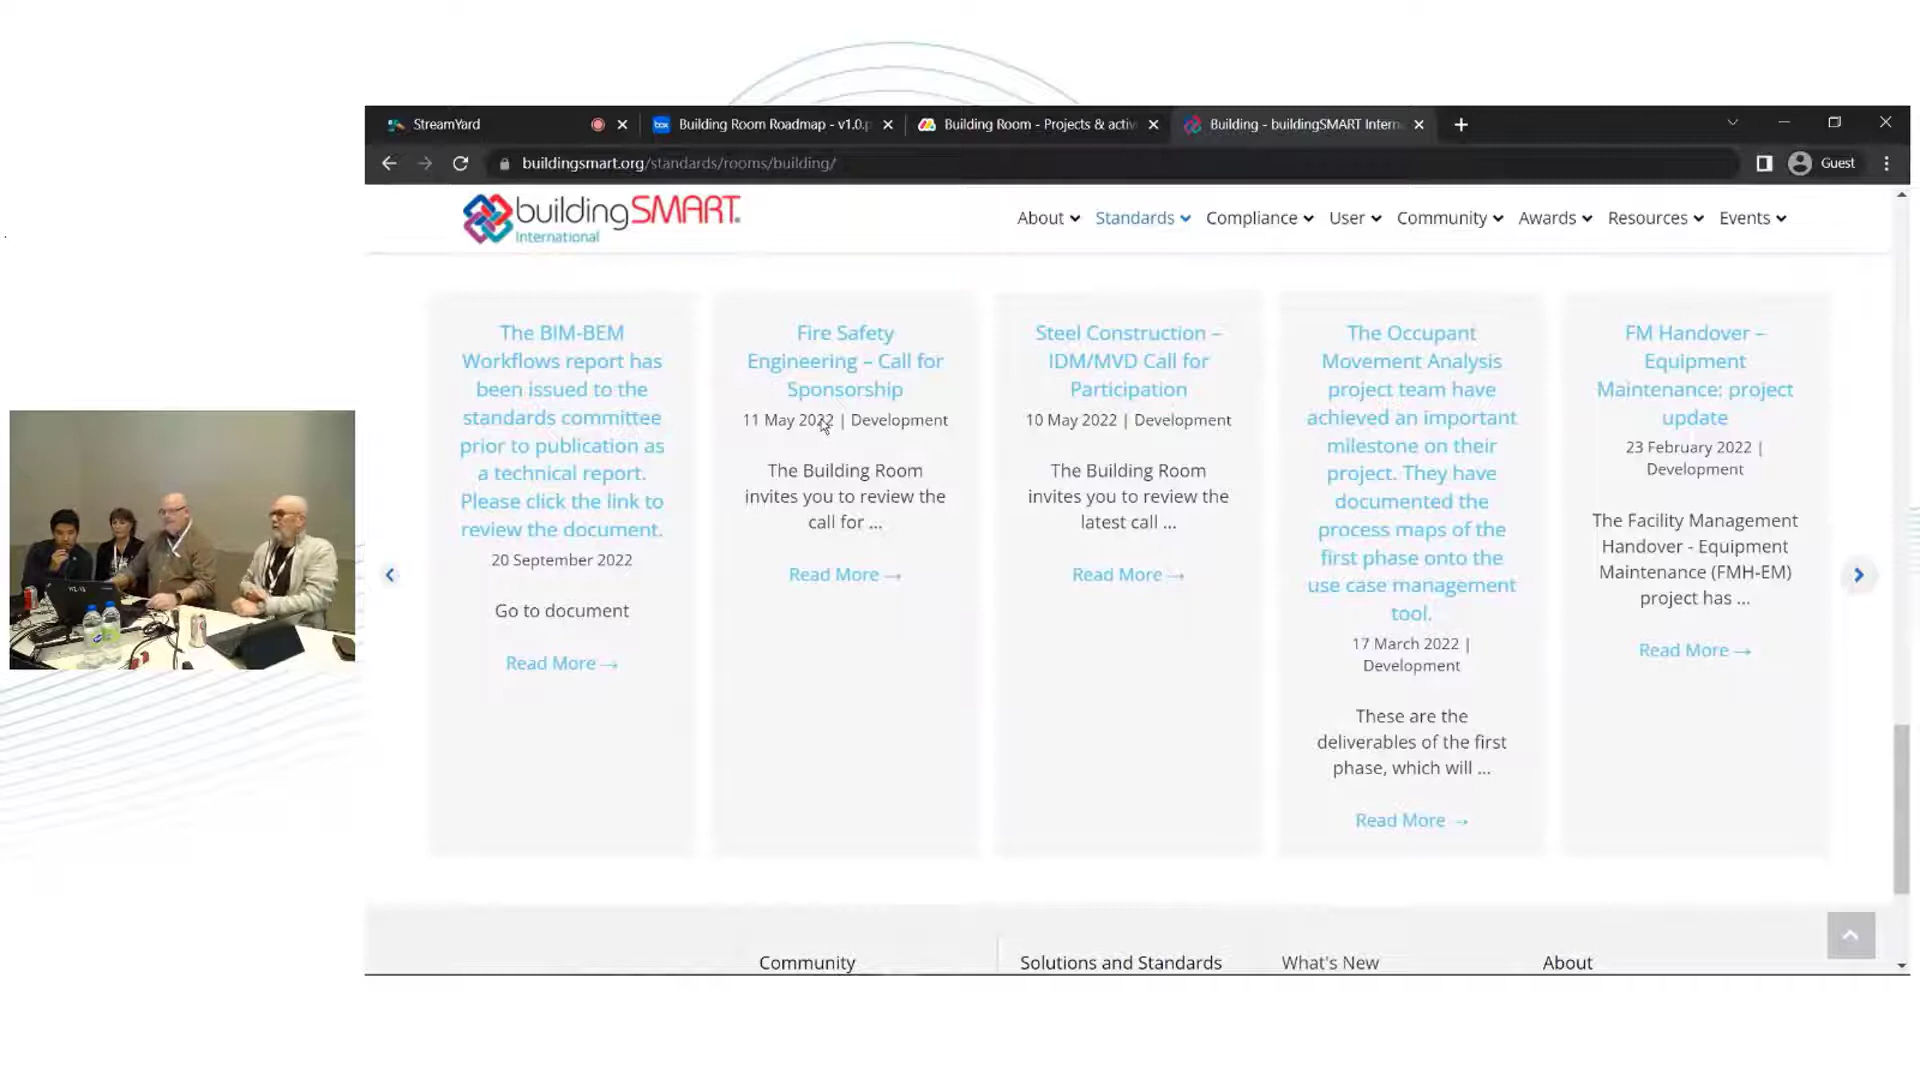 StreamYard
Building Room Roadmap - v1.0.p
Building Room - Projects & activi
Building - buildingSMART Intern
buildingsmart.org/standards/rooms/building/
Guest
buildingSMART
International
About
Standards
Compliance
User
Community
Awards
Resources
Events
The BIM-BEM
Workflows report has
been issued to the
standards committee
prior to publication as
a technical report.
Please click the link to
review the document.
20 September 2022
Go to document
Read More →
Fire Safety
Engineering – Call for
Sponsorship
11 May 2022 | Development
The Building Room
invites you to review the
call for ...
Read More →
Steel Construction –
IDM/MVD Call for
Participation
10 May 2022 | Development
The Building Room
invites you to review the
latest call ...
Read More →
The Occupant
Movement Analysis
project team have
achieved an important
milestone on their
project. They have
documented the
process maps of the
first phase onto the
use case management
tool.
17 March 2022 |
Development
These are the
deliverables of the first
phase, which will ...
Read More →
FM Handover –
Equipment
Maintenance: project
update
23 February 2022 |
Development
The Facility Management
Handover - Equipment
Maintenance (FMH-EM)
project has ...
Read More →
Community
Solutions and Standards
What's New
About